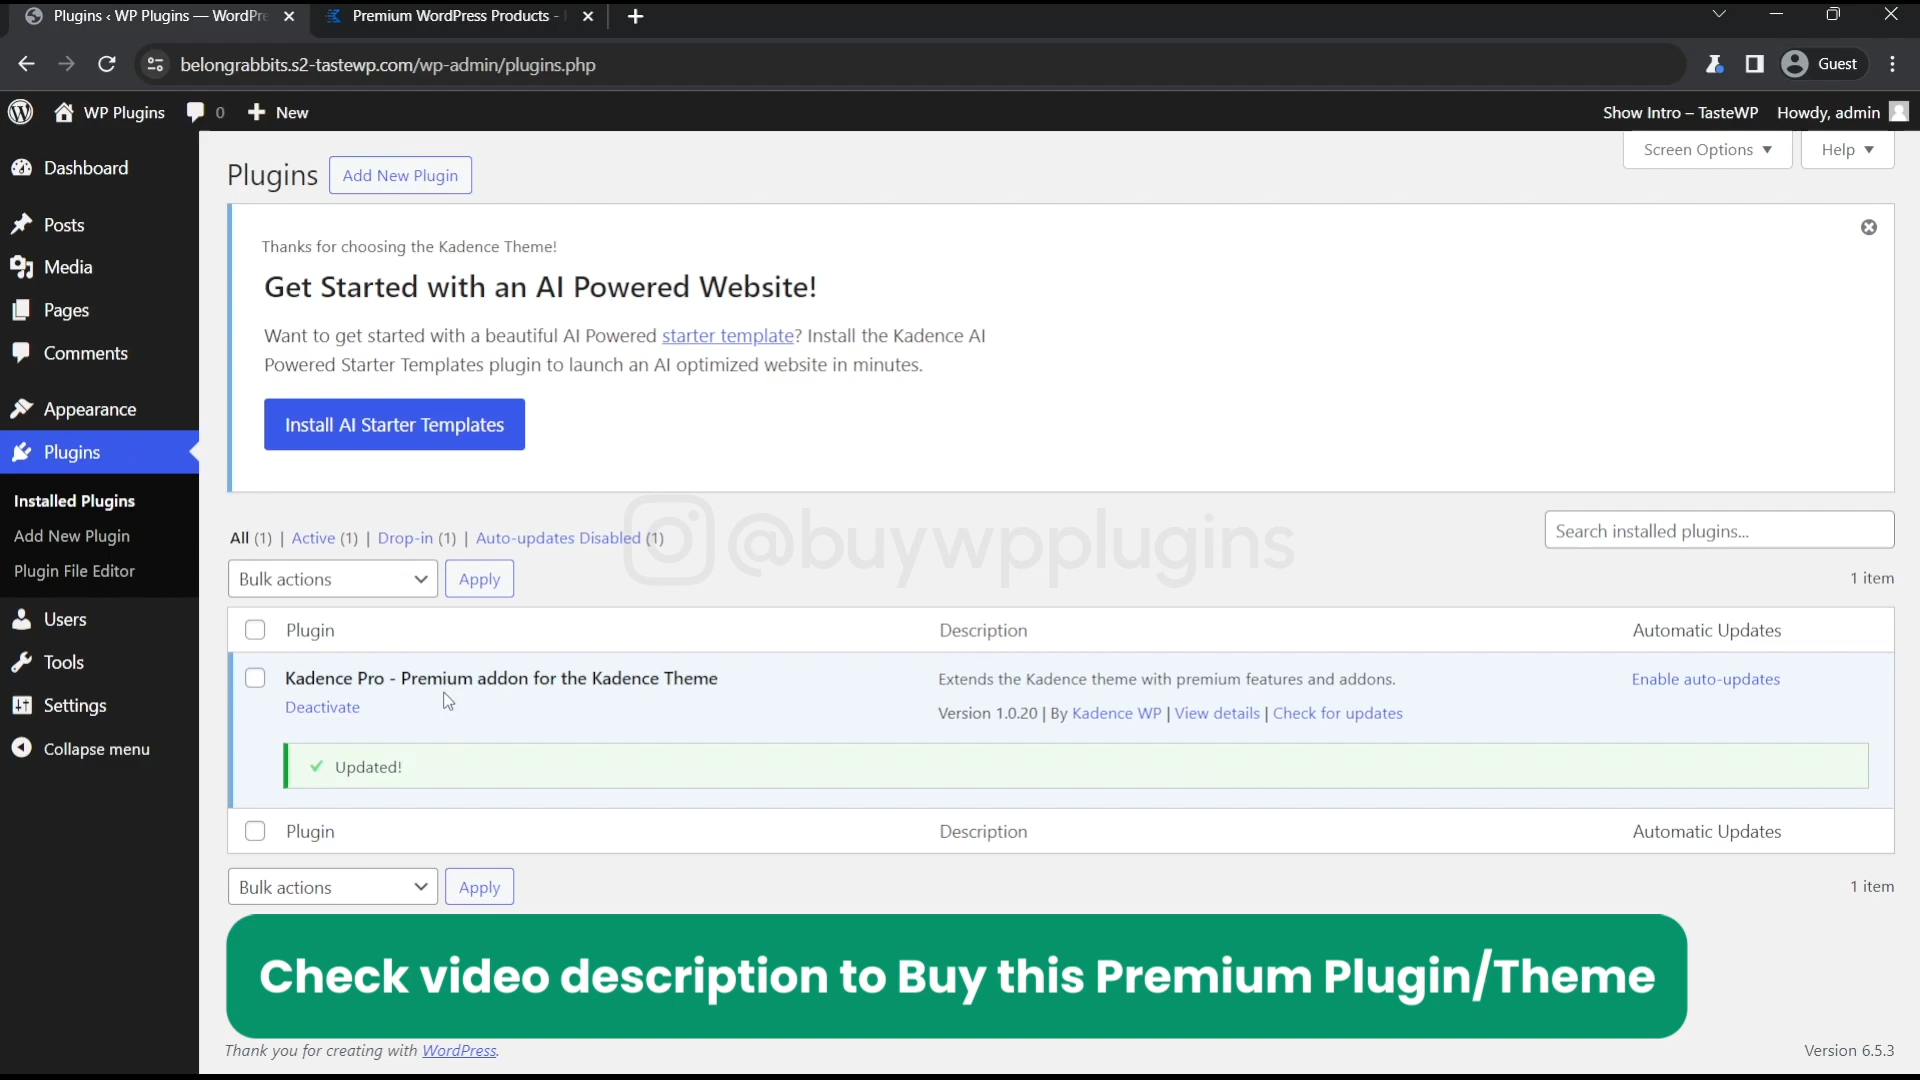 Plugins ‹ WP Plugins — WordPre
Premium WordPress Products -
belongrabbits.s2-tastewp.com/wp-admin/plugins.php
Guest
WP Plugins
0
New
Show Intro – TasteWP
Howdy, admin
Dashboard
Posts
Media
Pages
Comments
Appearance
Plugins
Installed Plugins
Add New Plugin
Plugin File Editor
Users
Tools
Settings
Collapse menu
Screen Options
Help
Plugins
Add New Plugin
Thanks for choosing the Kadence Theme!
Get Started with an AI Powered Website!
Want to get started with a beautiful AI Powered starter template? Install the Kadence AI
Powered Starter Templates plugin to launch an AI optimized website in minutes.
Install AI Starter Templates
@buywpplugins
All (1) | Active (1) | Drop-in (1) | Auto-updates Disabled (1)
Search installed plugins...
Bulk actions
Apply
1 item
Plugin
Description
Automatic Updates
Kadence Pro - Premium addon for the Kadence Theme
Extends the Kadence theme with premium features and addons.
Enable auto-updates
Deactivate
Version 1.0.20 | By Kadence WP | View details | Check for updates
Updated!
Plugin
Description
Automatic Updates
Bulk actions
Apply
1 item
Check video description to Buy this Premium Plugin/Theme
Thank you for creating with WordPress.
Version 6.5.3